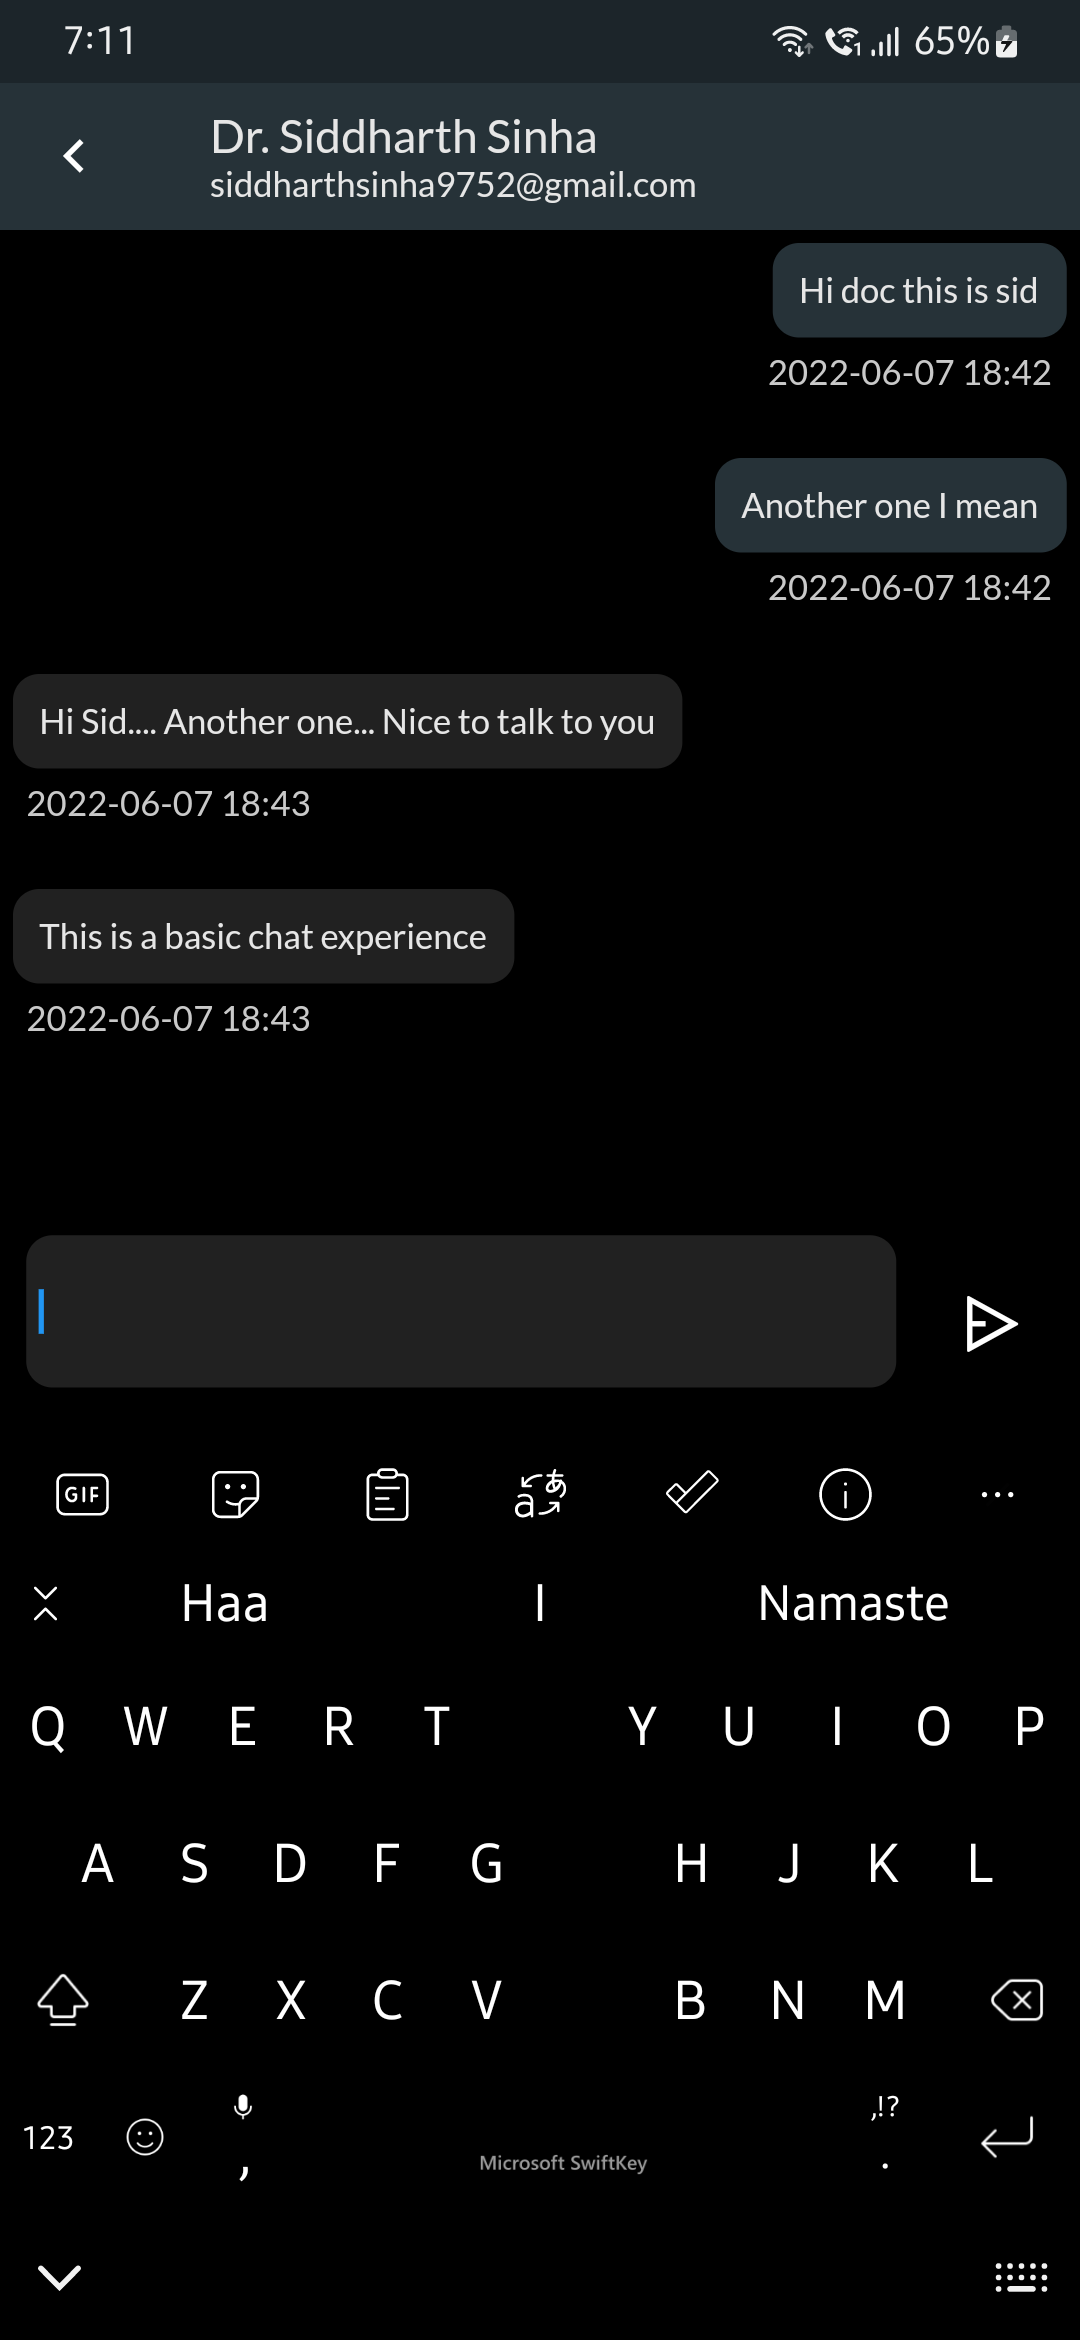 7:11 65%
Dr. Siddharth Sinha
siddharthsinha9752@gmail.com
Hi doc this is sid
2022-06-07 18:42
Another one I mean
2022-06-07 18:42
Hi Sid.... Another one... Nice to talk to you
2022-06-07 18:43
This is a basic chat experience
2022-06-07 18:43
GIF aあ i ...
Haa I Namaste
Q W E R T Y U I O P
A S D F G H J K L
Z X C V B N M
,!?
123 , Microsoft SwiftKey .